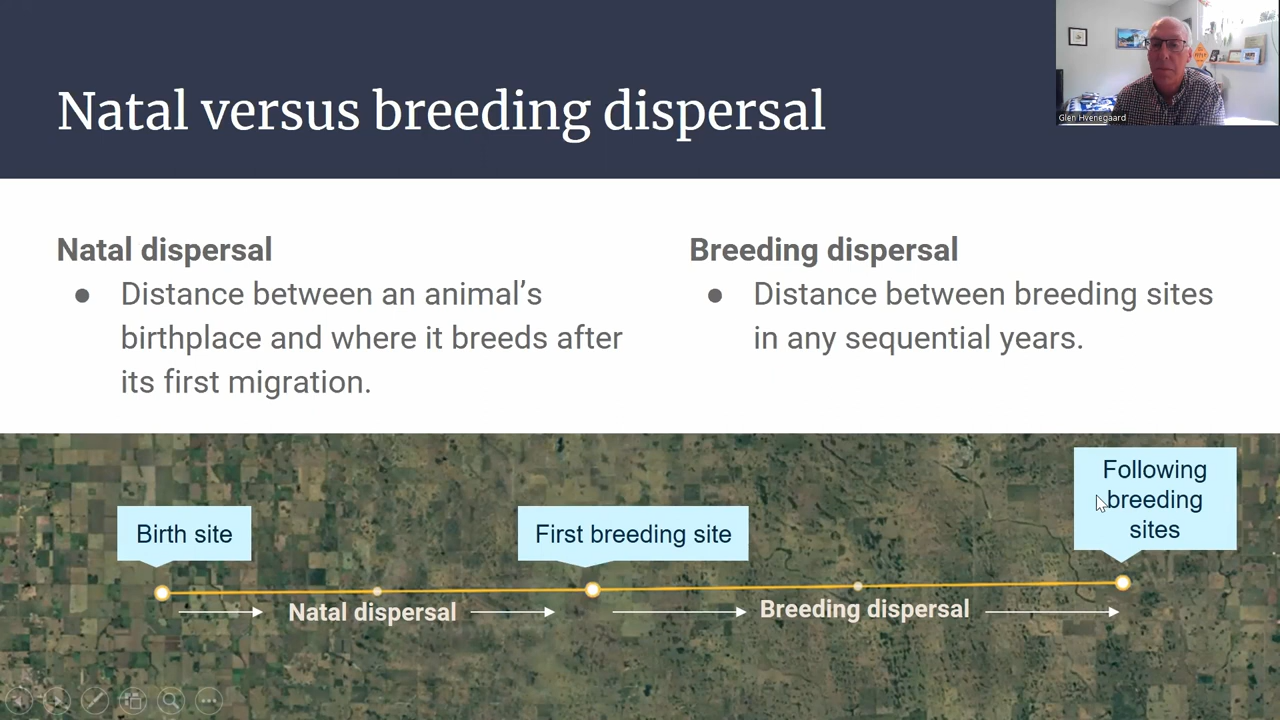 Natal versus breeding dispersal
Glen Hvenegaard
Natal dispersal
● Distance between an animal's
birthplace and where it breeds after
its first migration.
Breeding dispersal
● Distance between breeding sites
in any sequential years.
Birth site
First breeding site
Following
breeding
sites
Natal dispersal
Breeding dispersal